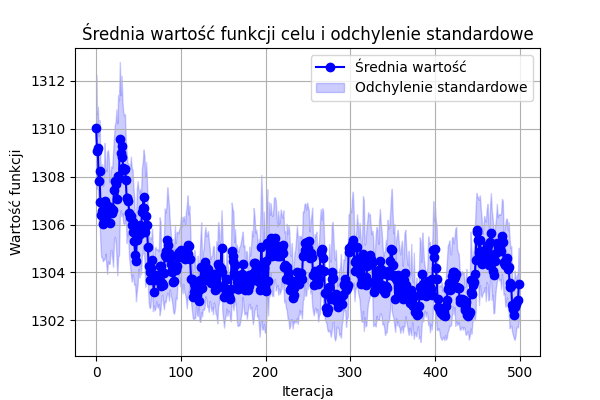 Średnia wartość funkcji celu i odchylenie standardowe
Średnia wartość
Odchylenie standardowe
Wartość funkcji
1312
1310
1308
1306
1304
1302
0 100 200 300 400 500
Iteracja